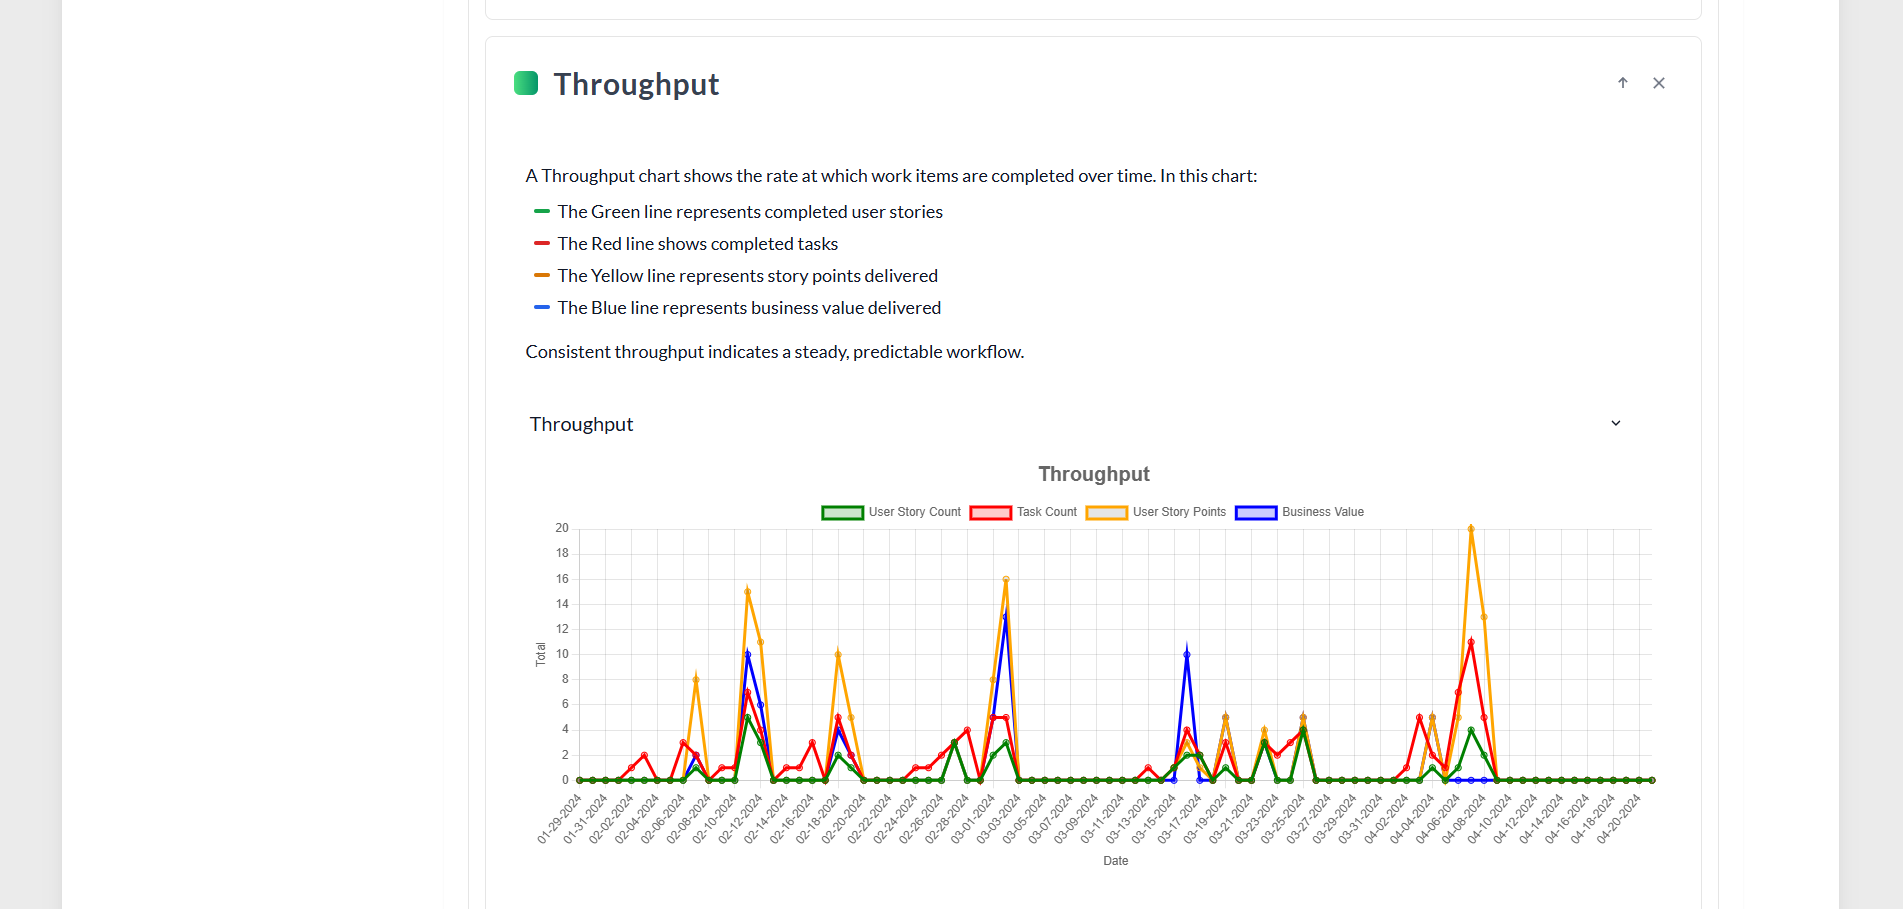 Throughput
A Throughput chart shows the rate at which work items are completed over time. In this chart:
The Green line represents completed user stories
The Red line shows completed tasks
The Yellow line represents story points delivered
The Blue line represents business value delivered
Consistent throughput indicates a steady, predictable workflow.
Throughput
Throughput
User Story Count Task Count User Story Points Business Value
20
18
16
14
12
10
8
6
4
2
0
Total
01-29-2024 01-31-2024 02-02-2024 02-04-2024 02-06-2024 02-08-2024 02-10-2024 02-12-2024 02-14-2024 02-16-2024 02-18-2024 02-20-2024 02-22-2024 02-24-2024 02-26-2024 02-28-2024 03-01-2024 03-03-2024 03-05-2024 03-07-2024 03-09-2024 03-11-2024 03-13-2024 03-15-2024 03-17-2024 03-19-2024 03-21-2024 03-23-2024 03-25-2024 03-27-2024 03-29-2024 03-31-2024 04-02-2024 04-04-2024 04-06-2024 04-08-2024 04-10-2024 04-12-2024 04-14-2024 04-16-2024 04-18-2024 04-20-2024
Date